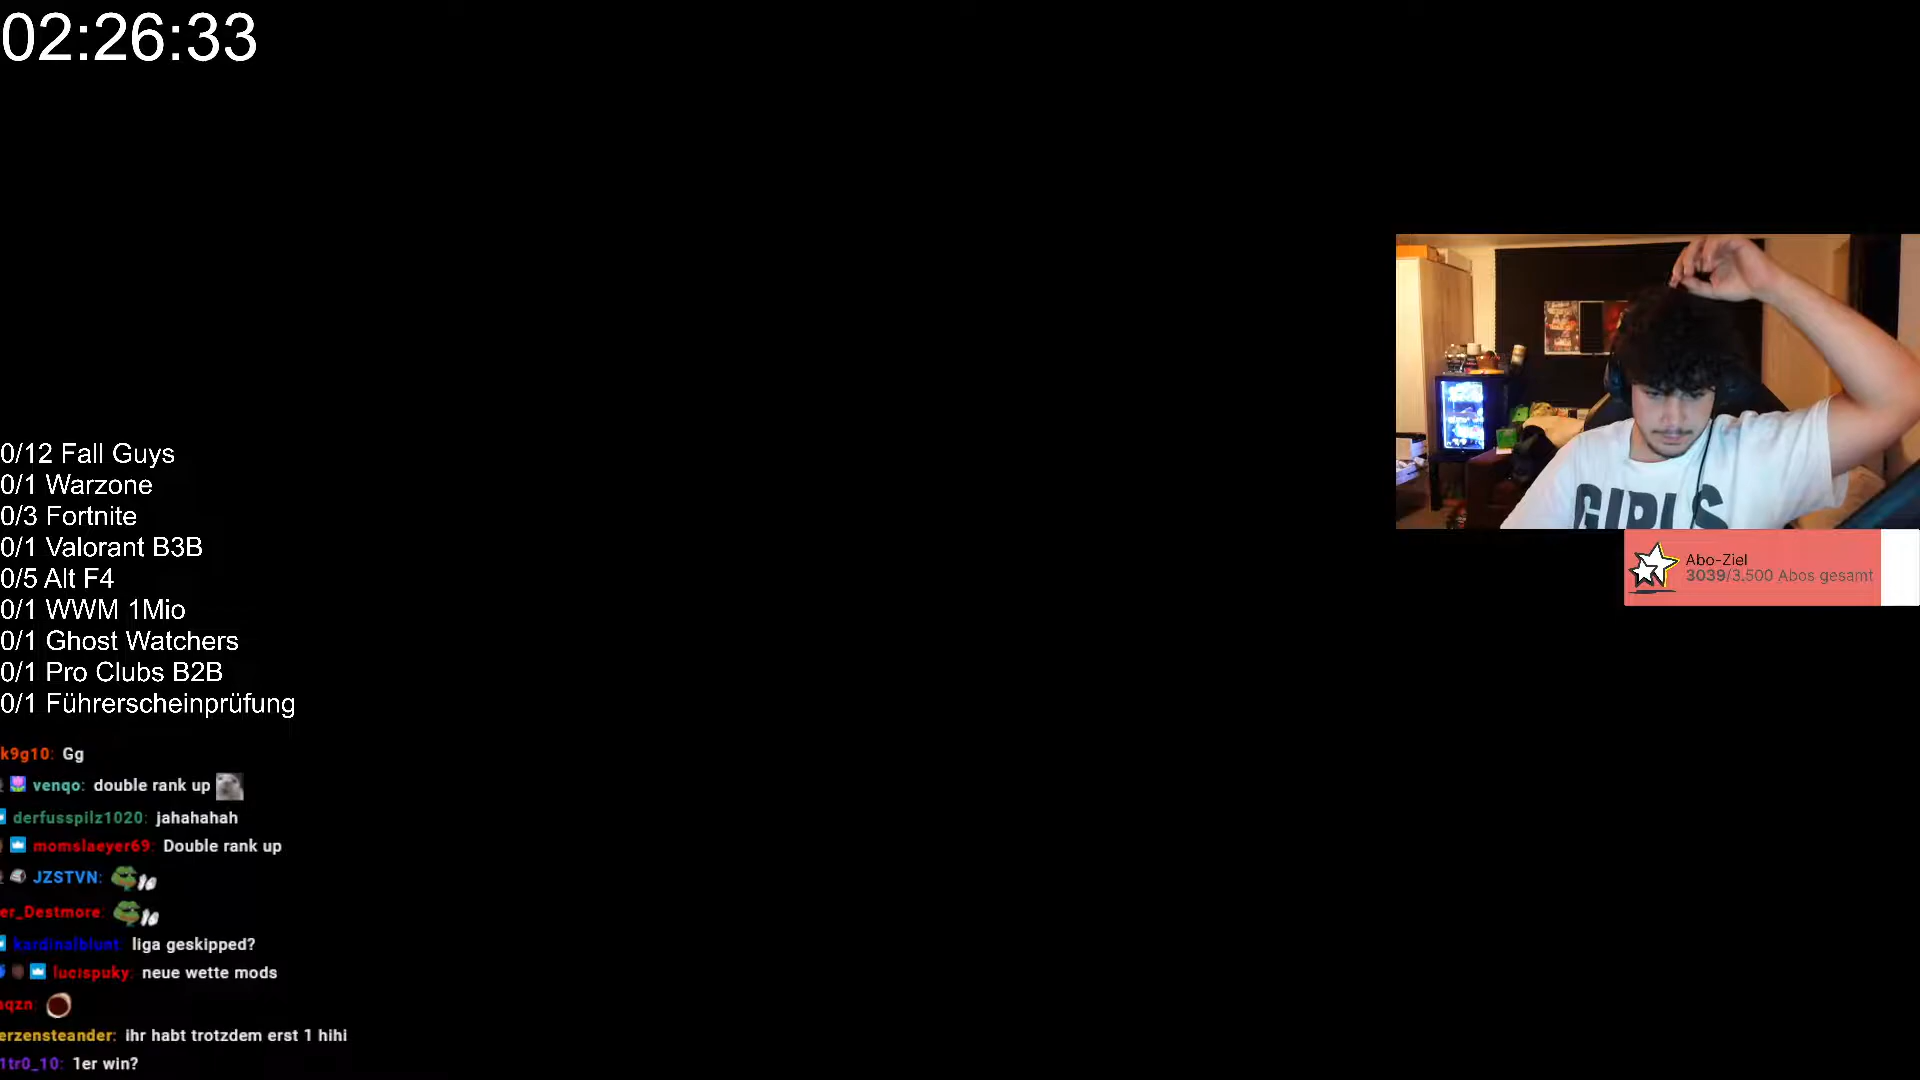 02:26:33
0/12 Fall Guys
0/1 Warzone
0/3 Fortnite
0/1 Valorant B3B
0/5 Alt F4
0/1 WWM 1Mio
0/1 Ghost Watchers
0/1 Pro Clubs B2B
0/1 Führerscheinprüfung
GIRLS
Abo-Ziel
3039/3.500 Abos gesamt
k9g10: Gg
venqo: double rank up
derfusspilz1020: jahahahah
momslaeyer69: Double rank up
JZSTVN:
er_Destmore:
kardinalblunt: liga geskipped?
lucispuky: neue wette mods
aqzn:
erzensteander: ihr habt trotzdem erst 1 hihi
1tr0_10: 1er win?